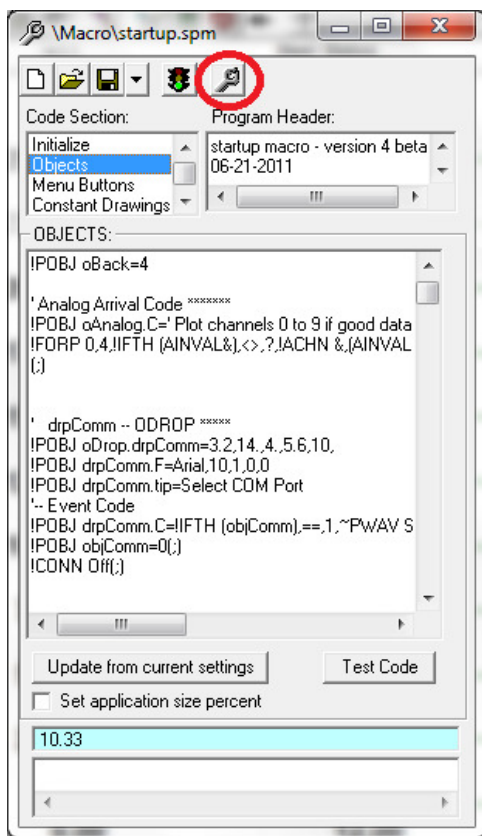 \Macro\startup.spm
Code Section:
Program Header:
Initialize
Objects
Menu Buttons
Constant Drawings
startup macro - version 4 beta
06-21-2011
OBJECTS:
!POBJ oBack=4
' Analog Arrival Code *******
!POBJ oAnalog.C=' Plot channels 0 to 9 if good data
!FORP 0,4,!IFTH (AINVAL&),<>,?,!ACHN &,(AINVAL
(;)
' drpComm -- ODROP *****
!POBJ oDrop.drpComm=3.2,14.,4.,5.6,10,
!POBJ drpComm.F=Arial,10,1,0,0
!POBJ drpComm.tip=Select COM Port
'-- Event Code
!POBJ drpComm.C=!IFTH (objComm),==,1,~PWAV S
!POBJ objComm=0(;)
!CONN Off(;)
Update from current settings
Test Code
Set application size percent
10.33